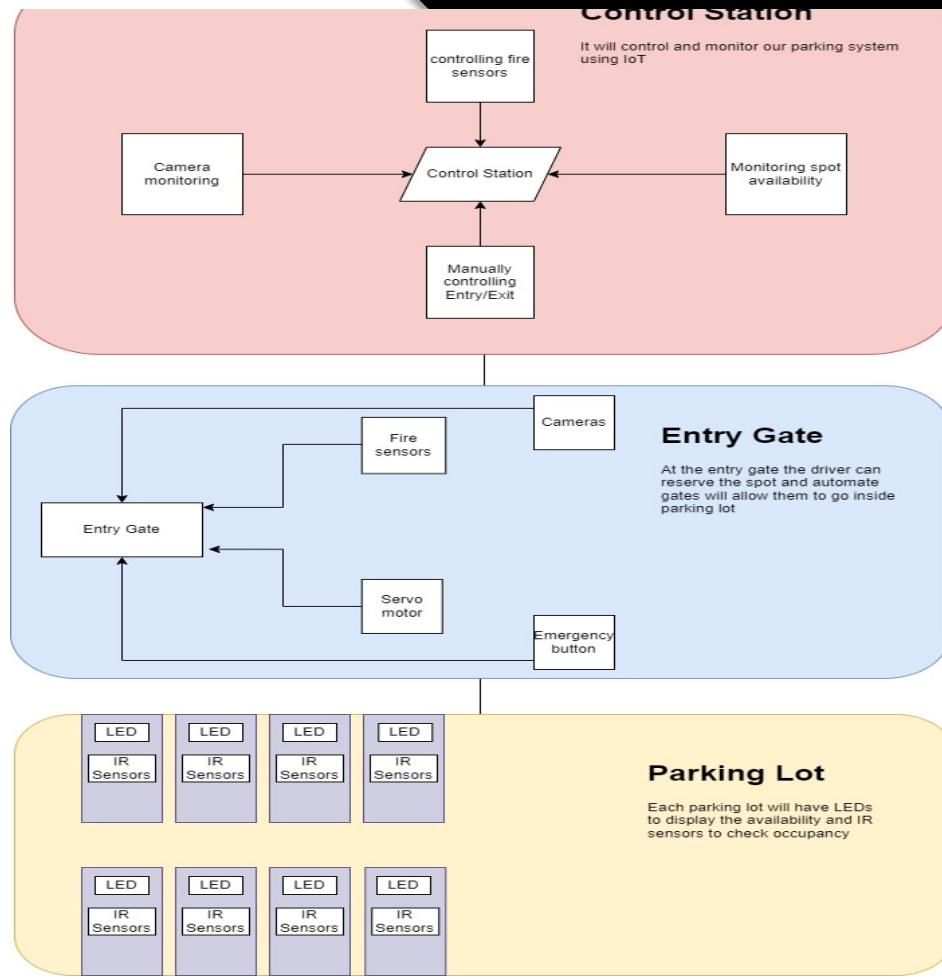 Control Station
It will control and monitor our parking system
using IoT
controlling fire
sensors
Camera
monitoring
Control Station
Monitoring spot
availability
Manually
controlling
Entry/Exit
Cameras
Fire
sensors
Entry Gate
At the entry gate the driver can
reserve the spot and automate
gates will allow them to go inside
parking lot
Entry Gate
Servo
motor
Emergency
button
LED
LED
LED
LED
IR
Sensors
IR
Sensors
IR
Sensors
IR
Sensors
Parking Lot
Each parking lot will have LEDs
to display the availability and IR
sensors to check occupancy
LED
LED
LED
LED
IR
Sensors
IR
Sensors
IR
Sensors
IR
Sensors